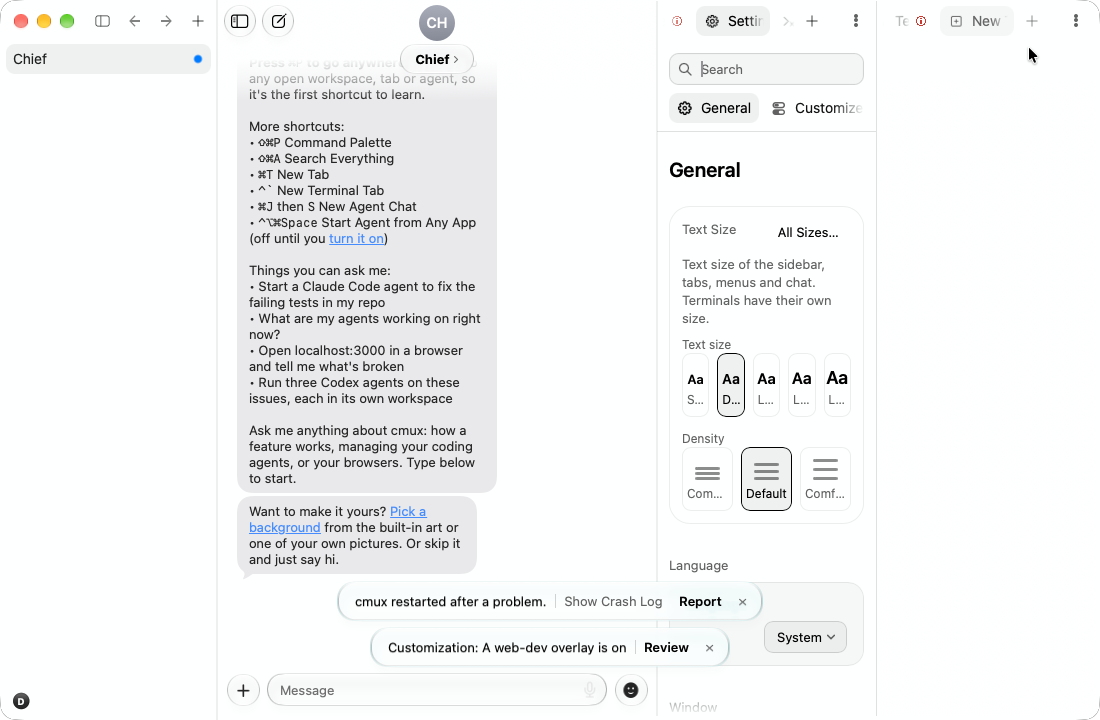 Chief
D
CH
Chief ›
Press ⌘P to go anywhere
any open workspace, tab or agent, so
it's the first shortcut to learn.
More shortcuts:
• ⇧⌘P Command Palette
• ⇧⌘A Search Everything
• ⌘T New Tab
• ^` New Terminal Tab
• ⌘J then S New Agent Chat
• ^⌥⌘Space Start Agent from Any App
(off until you turn it on)
Things you can ask me:
• Start a Claude Code agent to fix the
failing tests in my repo
• What are my agents working on right
now?
• Open localhost:3000 in a browser
and tell me what's broken
• Run three Codex agents on these
issues, each in its own workspace
Ask me anything about cmux: how a
feature works, managing your coding
agents, or your browsers. Type below
to start.
Want to make it yours? Pick a
background from the built-in art or
one of your own pictures. Or skip it
and just say hi.
cmux restarted after a problem. Show Crash Log Report ×
Customization: A web-dev overlay is on Review ×
Message
Settin
Search
General Customize
General
Text Size All Sizes...
Text size of the sidebar,
tabs, menus and chat.
Terminals have their own
size.
Text size
Aa Aa Aa Aa Aa
S... D... L... L... L...
Density
Com... Default Comf...
Language
System
Window
Te New